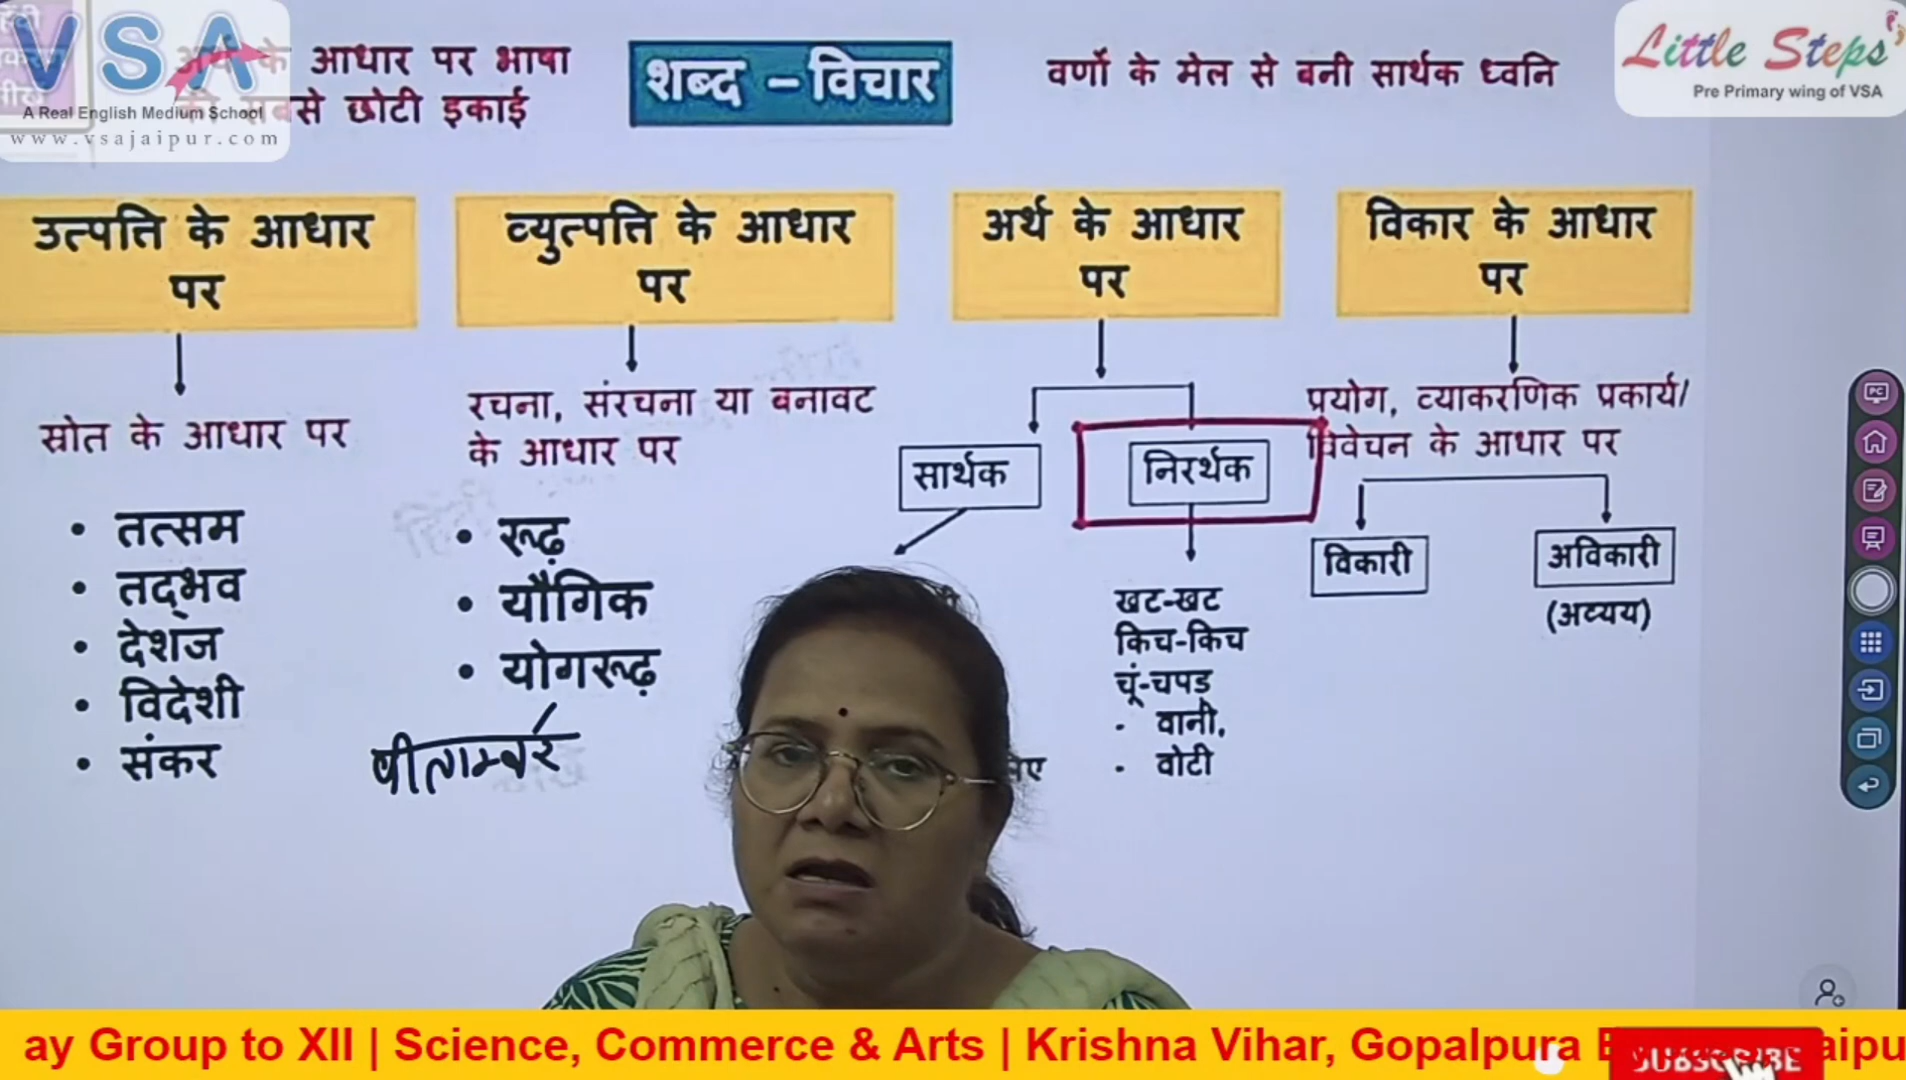 VSA
A Real English Medium School
www.vsajaipur.com
के आधार पर भाषा
सबसे छोटी इकाई
शब्द – विचार
वर्णों के मेल से बनी सार्थक ध्वनि
Little Steps
Pre Primary wing of VSA
उत्पत्ति के आधार
पर
स्रोत के आधार पर
• तत्सम
• तद्भव
• देशज
• विदेशी
• संकर
व्युत्पत्ति के आधार
पर
रचना, संरचना या बनावट
के आधार पर
• रूढ़
• यौगिक
• योगरूढ़
पीताम्बर
अर्थ के आधार
पर
सार्थक
निरर्थक
खट-खट
किच-किच
चूं-चपड़
- वानी,
- वोटी
विकार के आधार
पर
प्रयोग, व्याकरणिक प्रकार्य/
विवेचन के आधार पर
विकारी
अविकारी
(अव्यय)
ay Group to XII | Science, Commerce & Arts | Krishna Vihar, Gopalpura
SUBSCRIBE